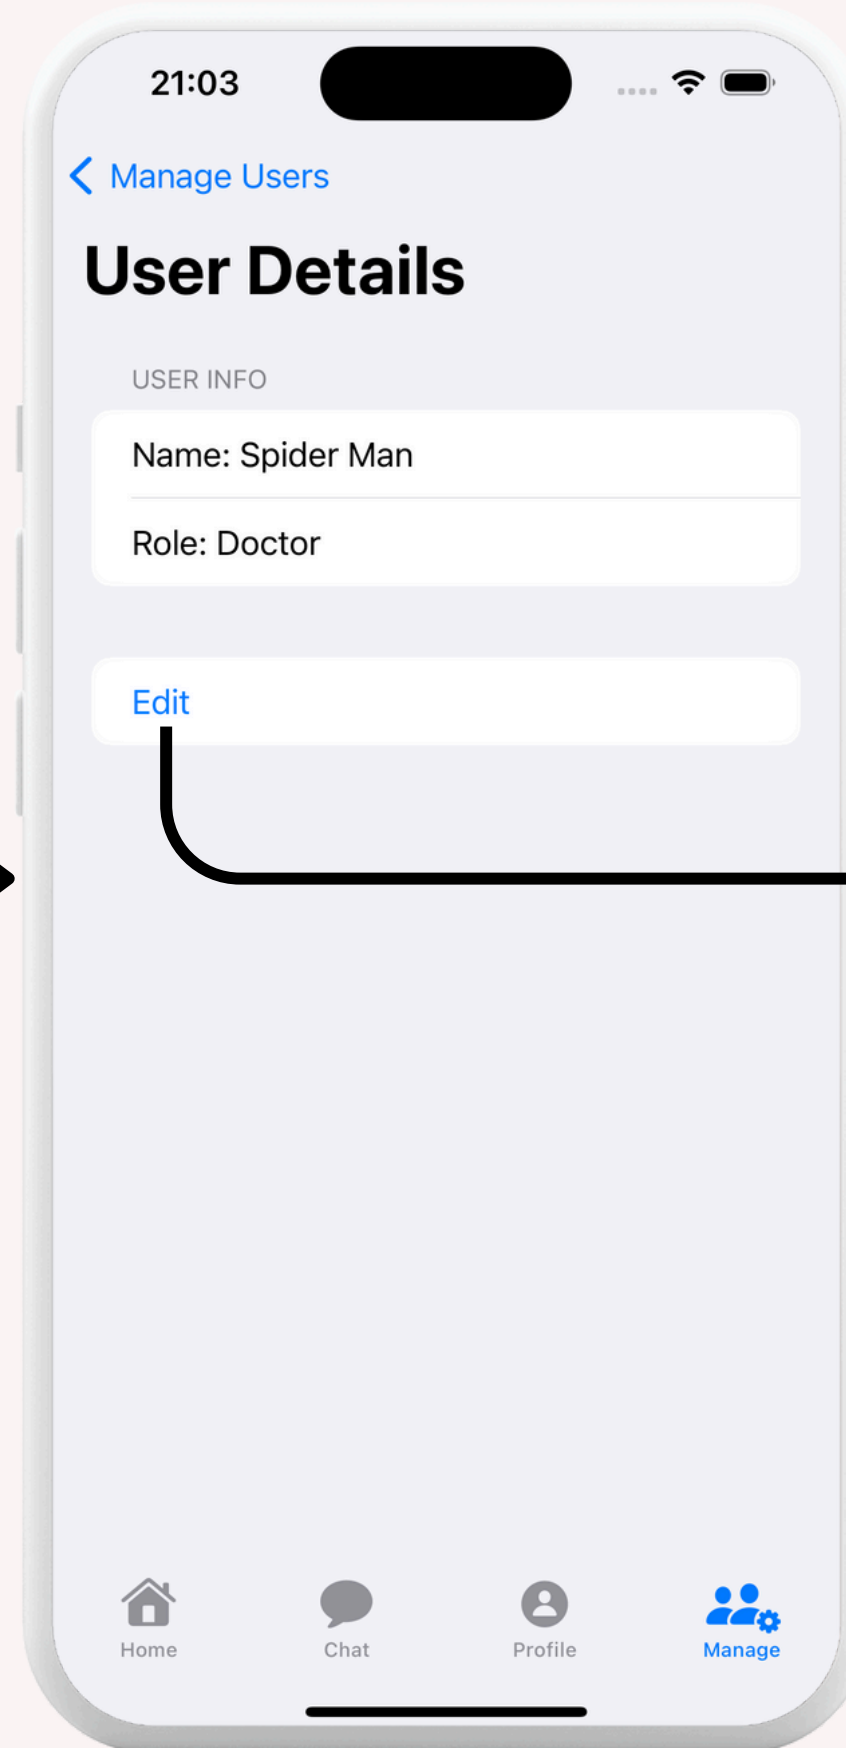 21:03
Manage Users
User Details
USER INFO
Name: Spider Man
Role: Doctor
Edit
Home Chat Profile Manage